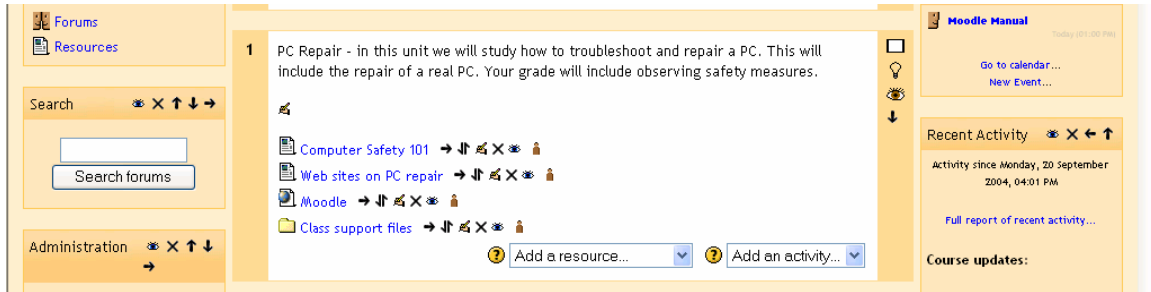 Forums
Resources
Search
Search forums
Administration
1
PC Repair - in this unit we will study how to troubleshoot and repair a PC. This will
include the repair of a real PC. Your grade will include observing safety measures.
Computer Safety 101
Web sites on PC repair
Moodle
Class support files
? Add a resource...
? Add an activity...
Moodle Manual
Today (01:00 PM)
Go to calendar...
New Event...
Recent Activity
Activity since Monday, 20 September
2004, 04:01 PM
Full report of recent activity...
Course updates: